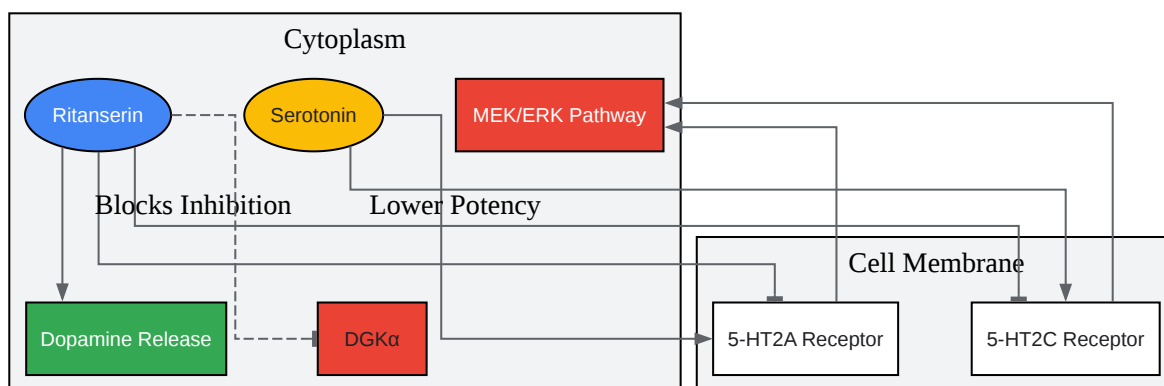 Cytoplasm
Ritanserin
Serotonin
MEK/ERK Pathway
Blocks Inhibition
Lower Potency
Cell Membrane
Dopamine Release
DGKα
5-HT2A Receptor
5-HT2C Receptor